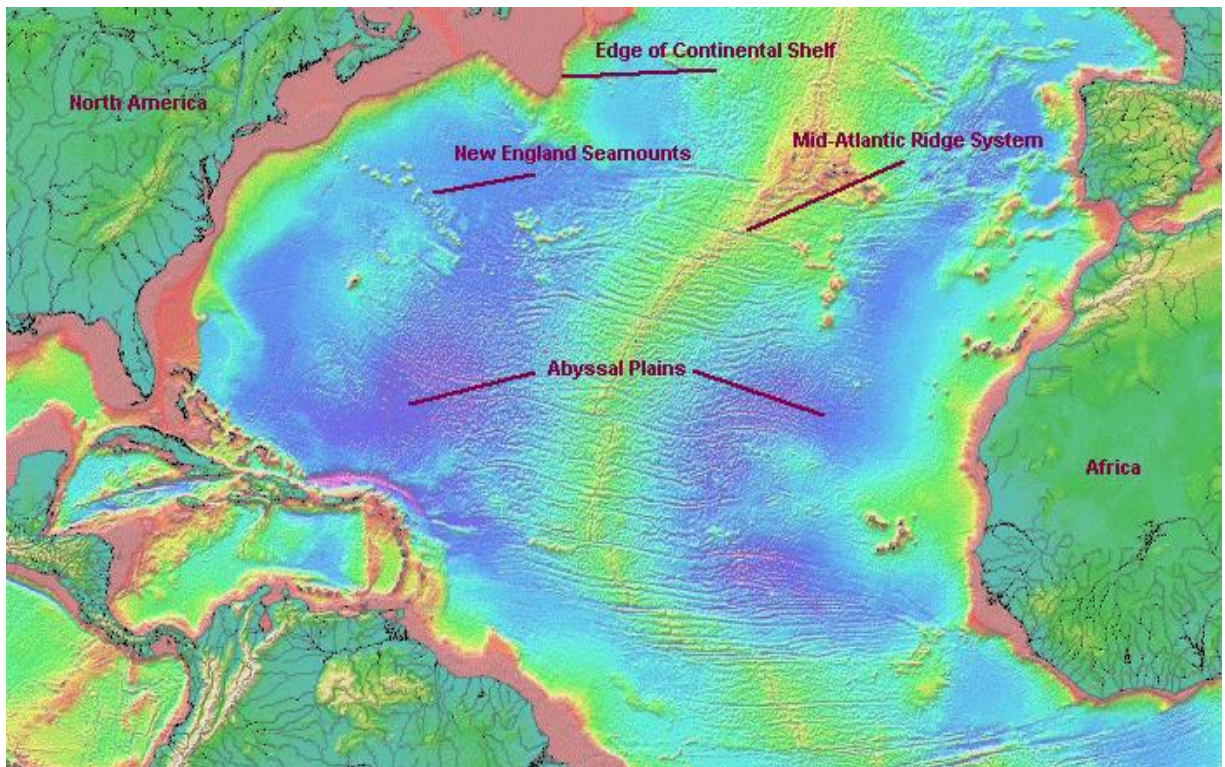 Edge of Continental Shelf
North America
Mid-Atlantic Ridge System
New England Seamounts
Abyssal Plains
Africa